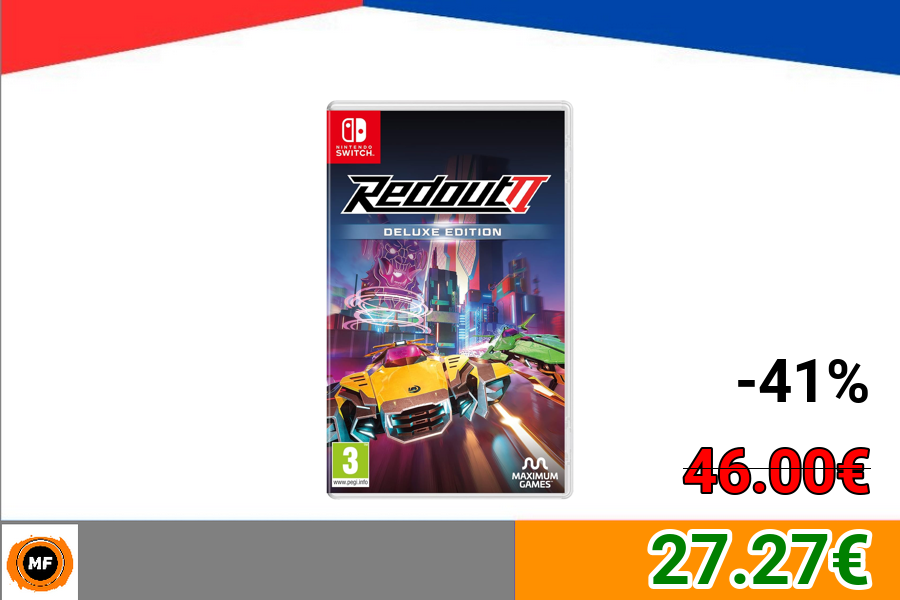 NINTENDO
SWITCH
Redout II
DELUXE EDITION
3
www.pegi.info
MAXIMUM
GAMES
-41%
46.00€
MF
27.27€